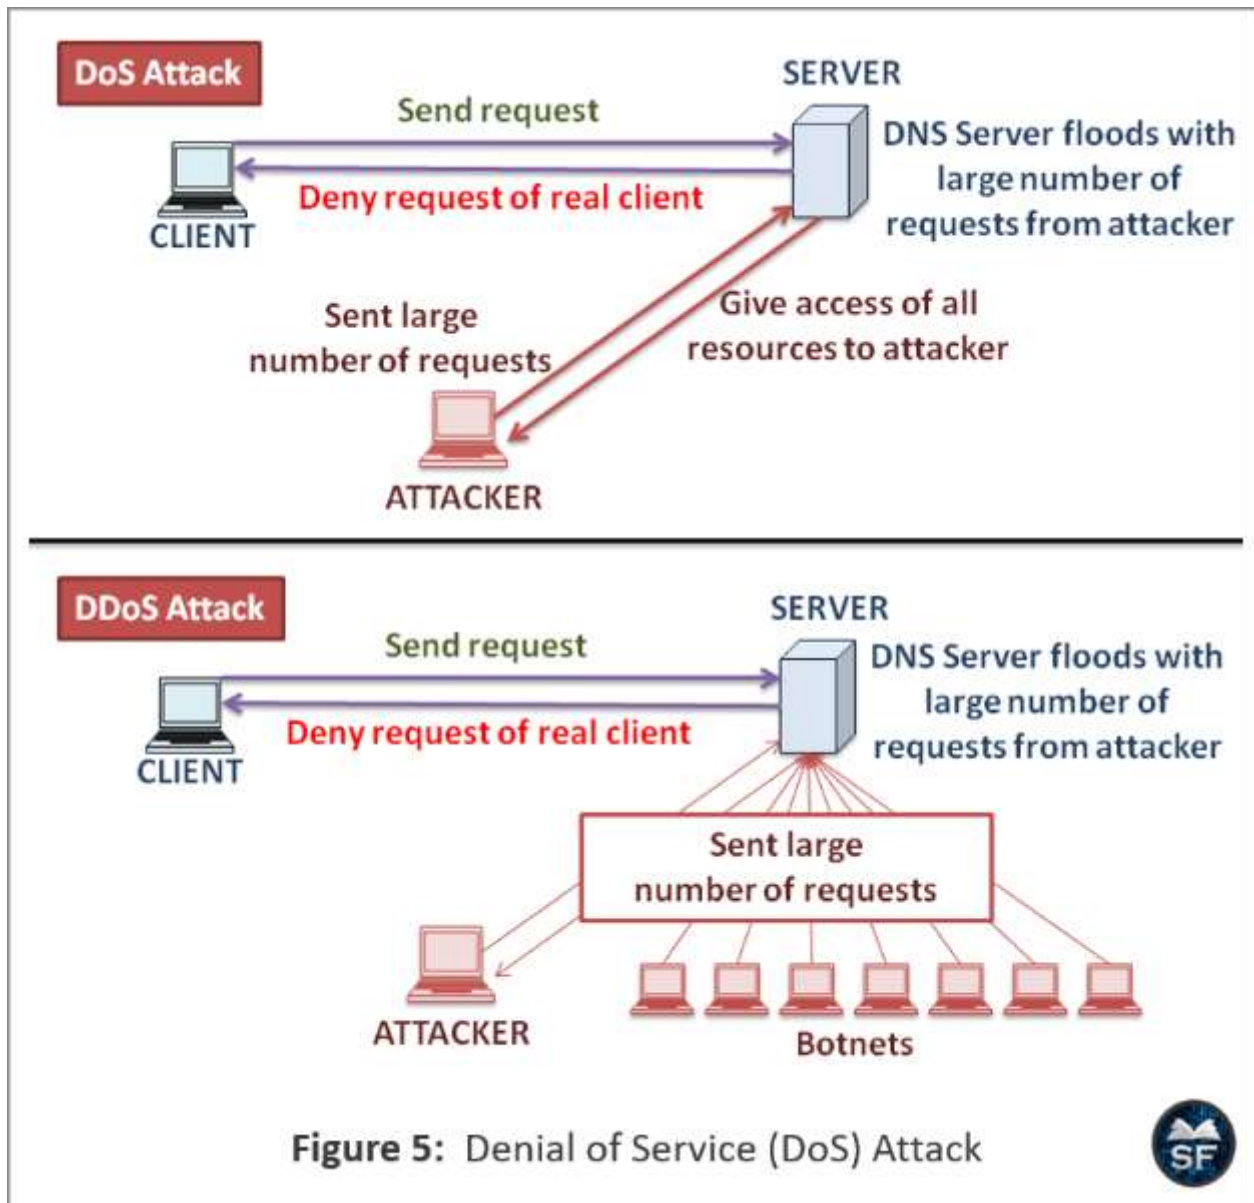 DoS Attack
SERVER
Send request
DNS Server floods with
large number of
requests from attacker
Deny request of real client
CLIENT
Sent large
number of requests
Give access of all
resources to attacker
ATTACKER
DDoS Attack
SERVER
Send request
DNS Server floods with
large number of
requests from attacker
Deny request of real client
CLIENT
Sent large
number of requests
ATTACKER
Botnets
Figure 5: Denial of Service (DoS) Attack
SF